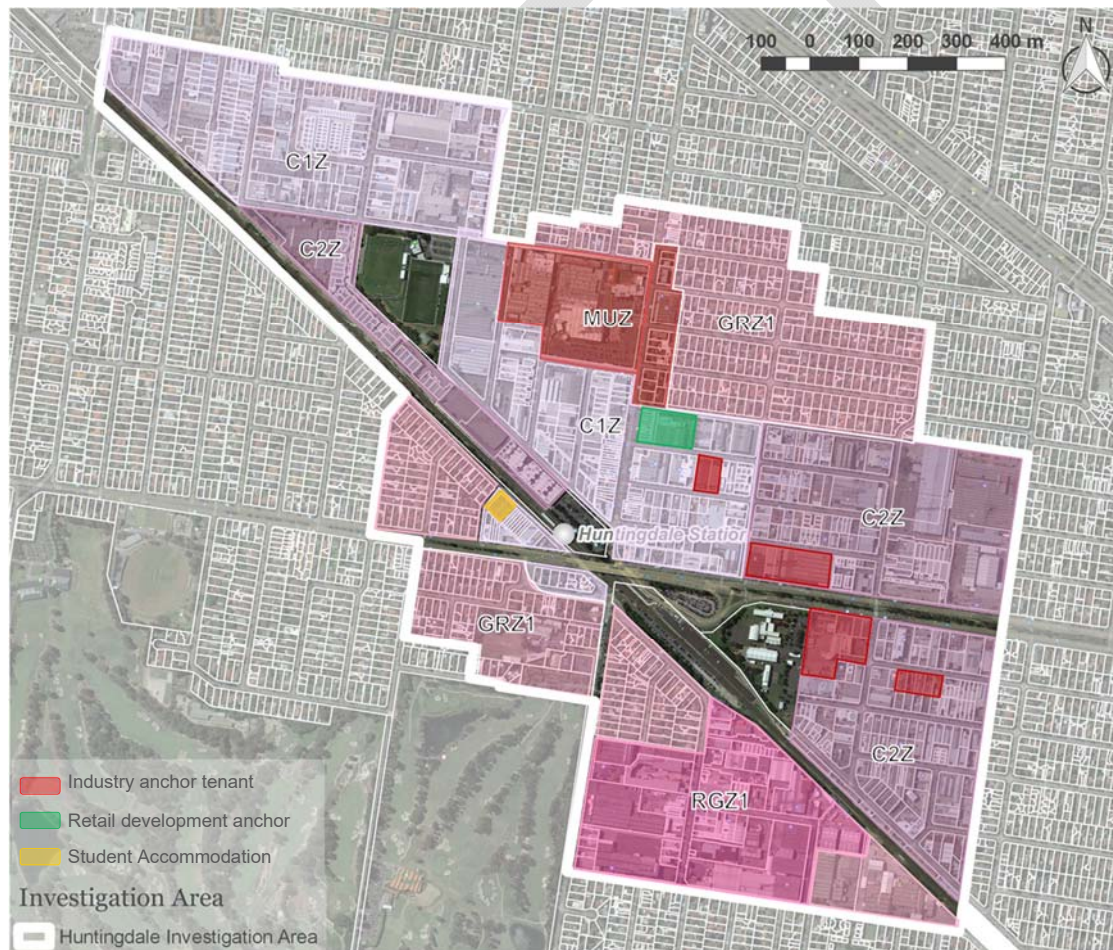 N
100 0 100 200 300 400 m
C1Z
C2Z
MUZ
GRZ1
C1Z
C2Z
Huntingdale Station
GRZ1
C2Z
RGZ1
Industry anchor tenant
Retail development anchor
Student Accommodation
Investigation Area
Huntingdale Investigation Area